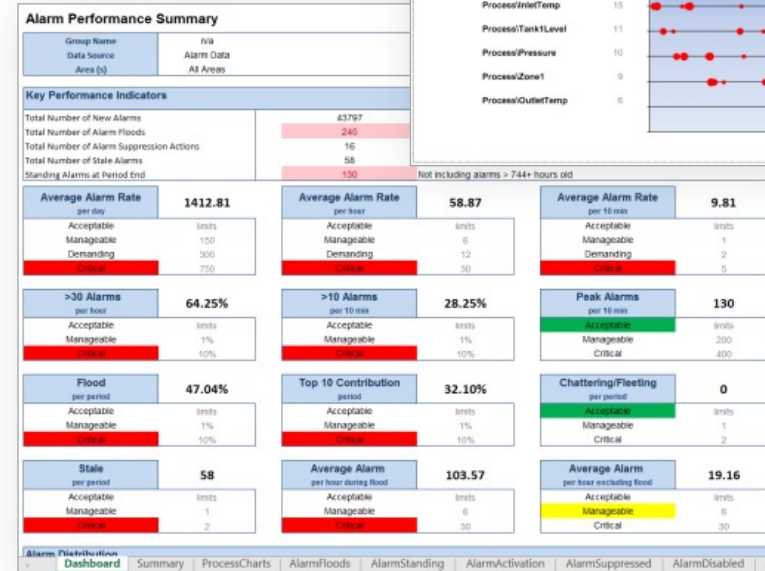 Alarm Performance Summary
Group Name n/a
Data Source Alarm Data
Area (s) All Areas
Process\InletTemp 15
Process\Tank1Level 11
Process\Pressure 10
Process\Zone1 9
Process\OutletTemp 6
Key Performance Indicators
Total Number of New Alarms 43797
Total Number of Alarm Floods 245
Total Number of Alarm Suppression Actions 16
Total Number of Stale Alarms 58
Standing Alarms at Period End 130 Not including alarms > 744+ hours old
Average Alarm Rate 1412.81 Average Alarm Rate 58.87 Average Alarm Rate 9.81
per day per hour per 10 min
Acceptable limits Acceptable limits Acceptable limits
Manageable 150 Manageable 6 Manageable 1
Demanding 300 Demanding 12 Demanding 2
Critical 750 Critical 30 Critical 5
>30 Alarms 64.25% >10 Alarms 28.25% Peak Alarms 130
per hour per 10 min per 10 min
Acceptable limits Acceptable limits Acceptable limits
Manageable 1% Manageable 1% Manageable 200
Critical 10% Critical 10% Critical 400
Flood 47.04% Top 10 Contribution 32.10% Chattering/Fleeting 0
per period period per period
Acceptable limits Acceptable limits Acceptable limits
Manageable 1% Manageable 1% Manageable 1
Critical 10% Critical 10% Critical 2
Stale 58 Average Alarm 103.57 Average Alarm 19.16
per period per hour during flood per hour excluding flood
Acceptable limits Acceptable limits Acceptable limits
Manageable 1 Manageable 6 Manageable 6
Critical 2 Critical 30 Critical 30
Alarm Distribution
Dashboard Summary ProcessCharts AlarmFloods AlarmStanding AlarmActivation AlarmSuppressed AlarmDisabled